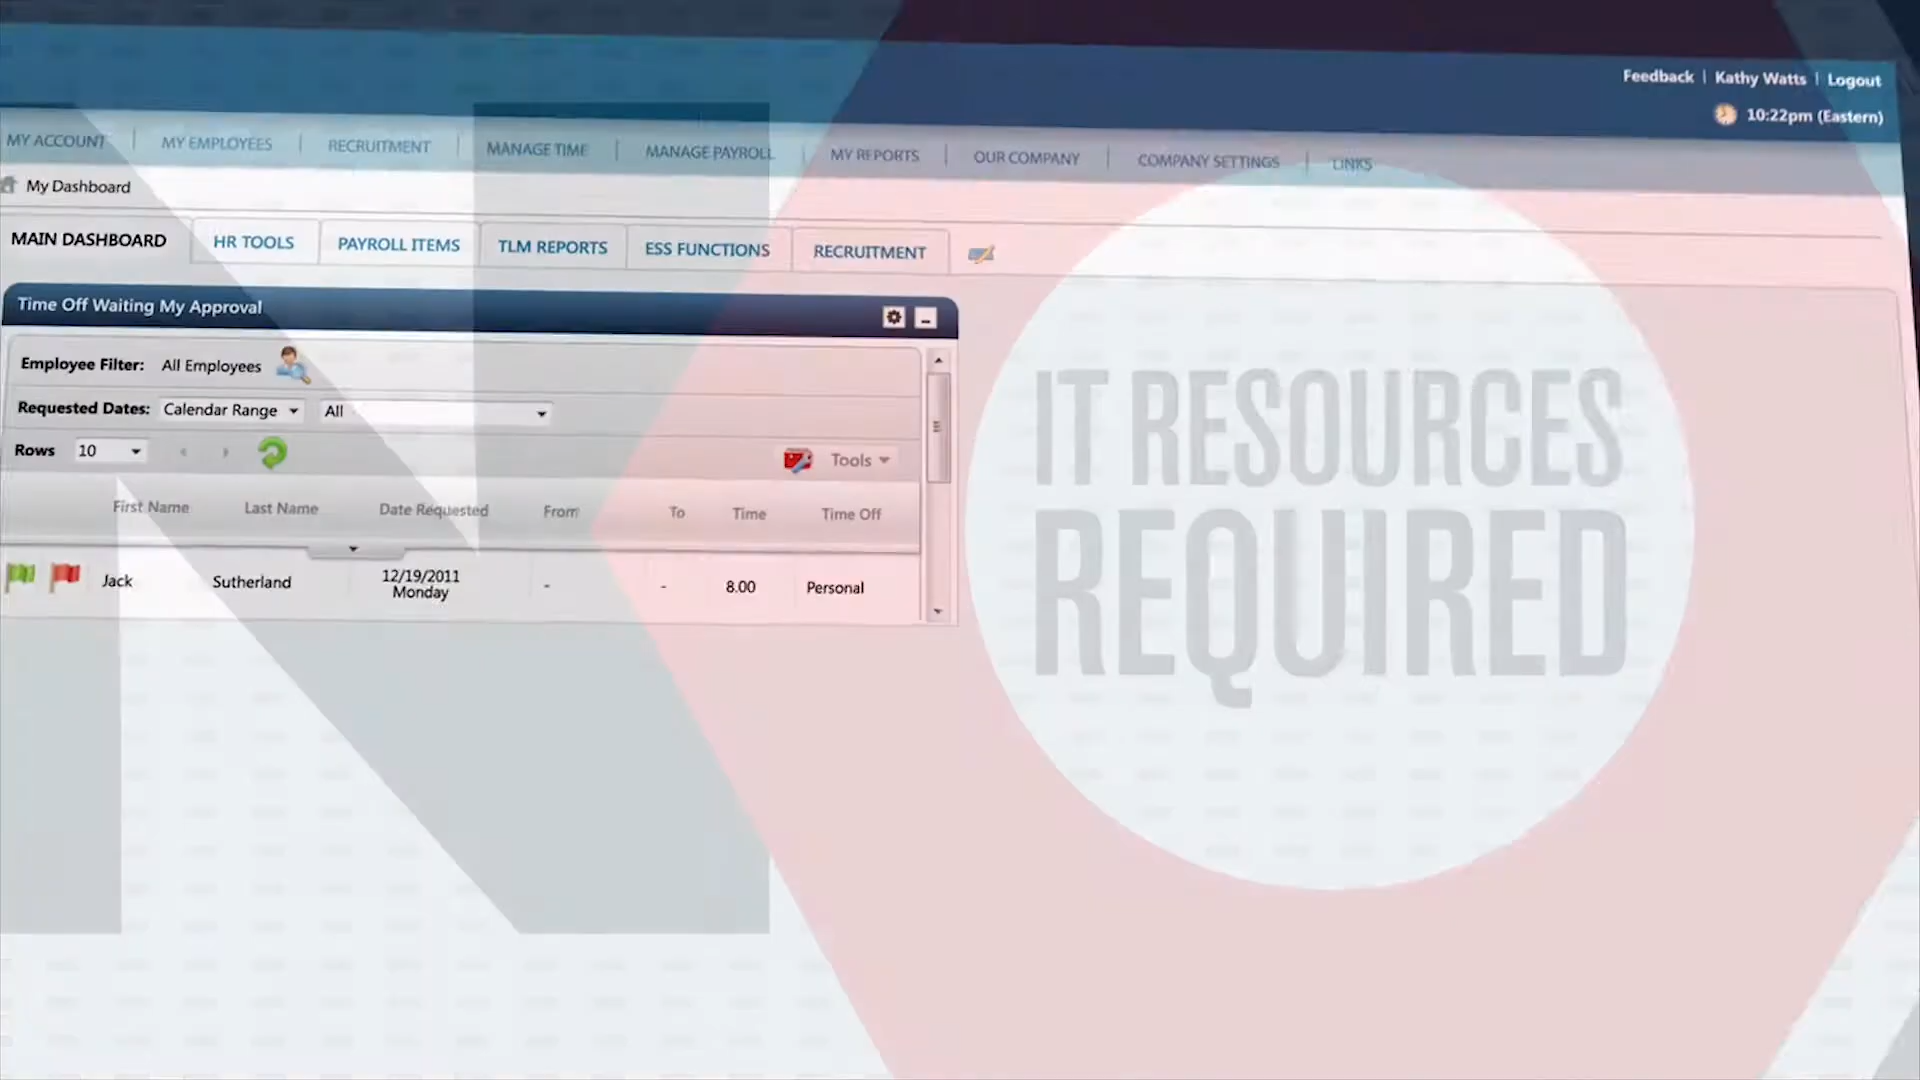 Feedback | Kathy Watts | Logout
10:22pm (Eastern)
MY ACCOUNT | MY EMPLOYEES | RECRUITMENT | MANAGE TIME | MANAGE PAYROLL | MY REPORTS | OUR COMPANY | COMPANY SETTINGS | LINKS
My Dashboard
MAIN DASHBOARD HR TOOLS PAYROLL ITEMS TLM REPORTS ESS FUNCTIONS RECRUITMENT
Time Off Waiting My Approval
Employee Filter: All Employees
Requested Dates: Calendar Range All
Rows 10 Tools
First Name Last Name Date Requested From To Time Time Off
Jack Sutherland 12/19/2011 - - 8.00 Personal
Monday
NO
IT RESOURCES
REQUIRED